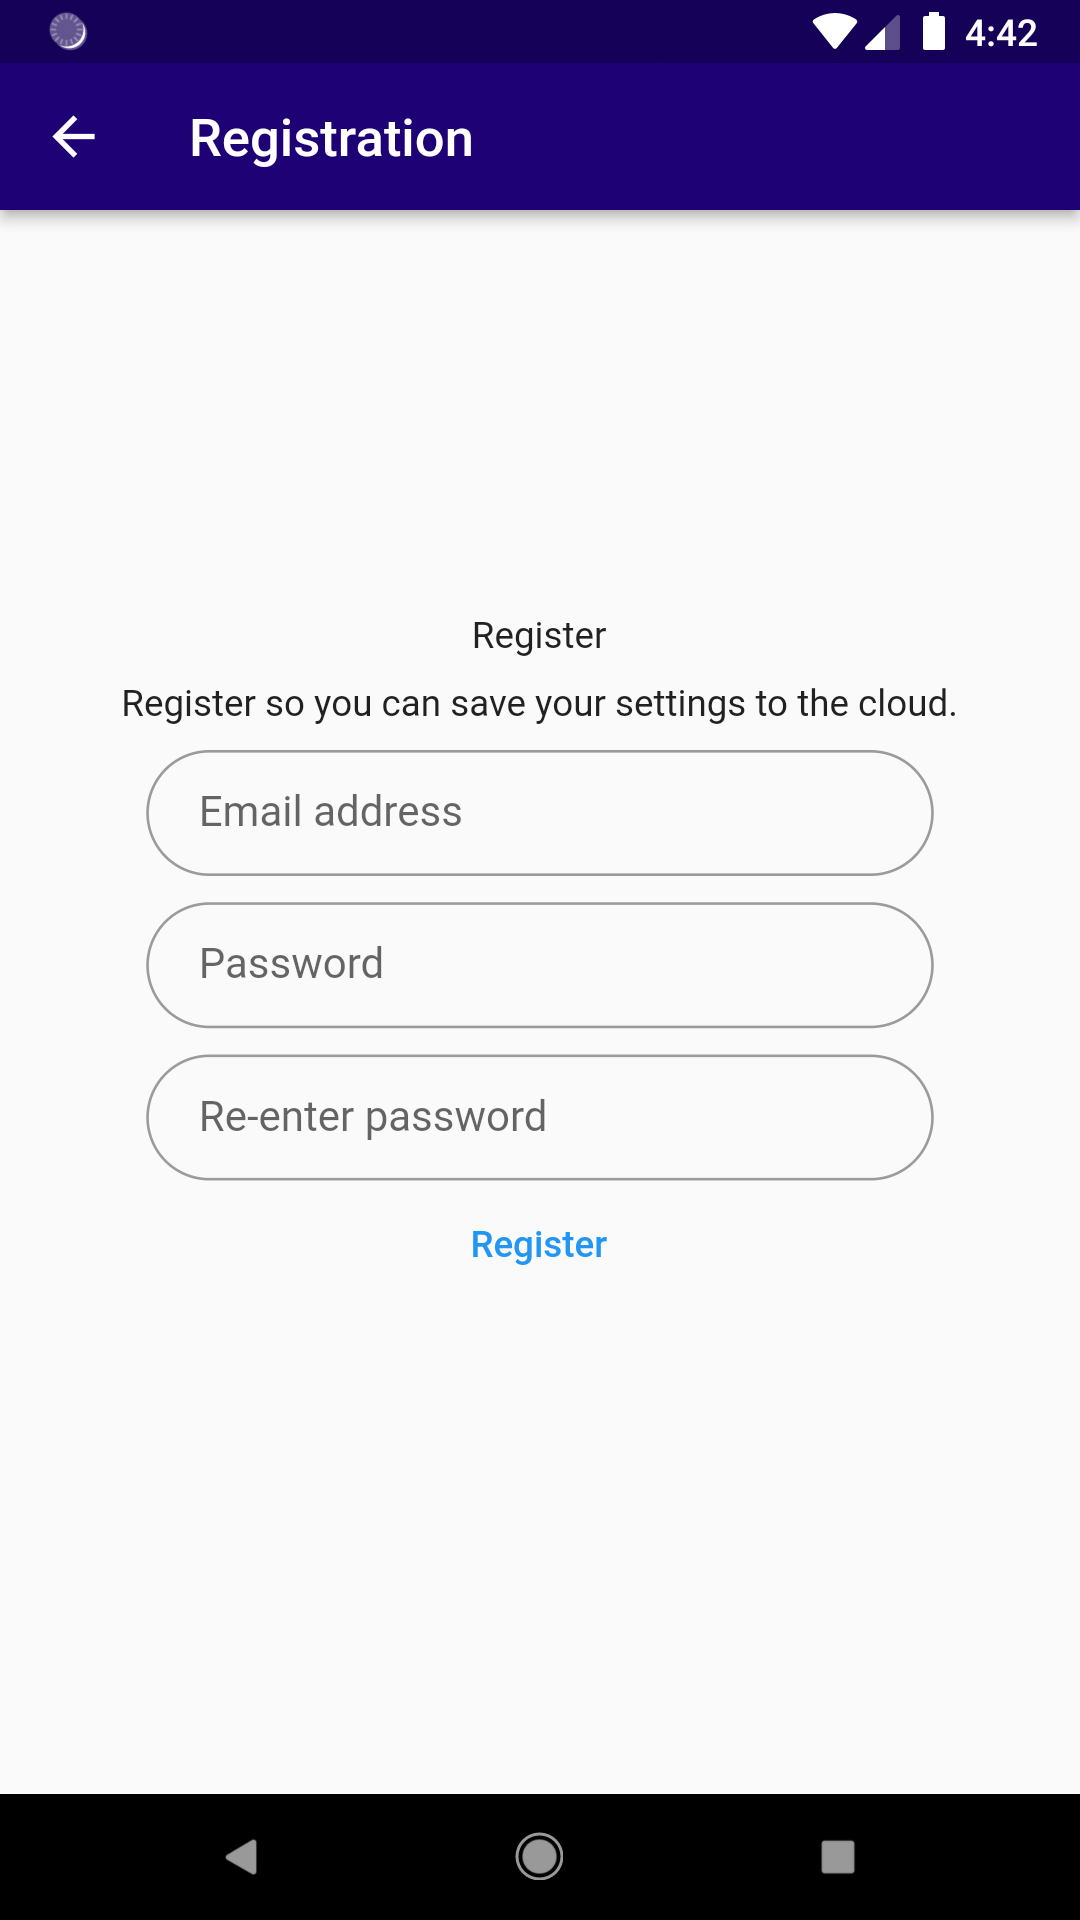 4:42
Registration
Register
Register so you can save your settings to the cloud.
Email address
Password
Re-enter password
Register